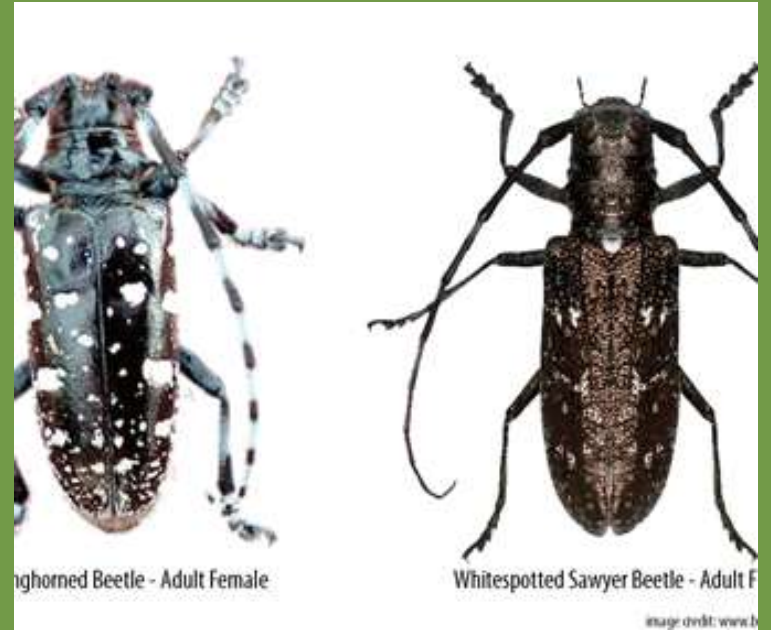 nghorned Beetle - Adult Female
Whitespotted Sawyer Beetle - Adult F
image credit: www.b